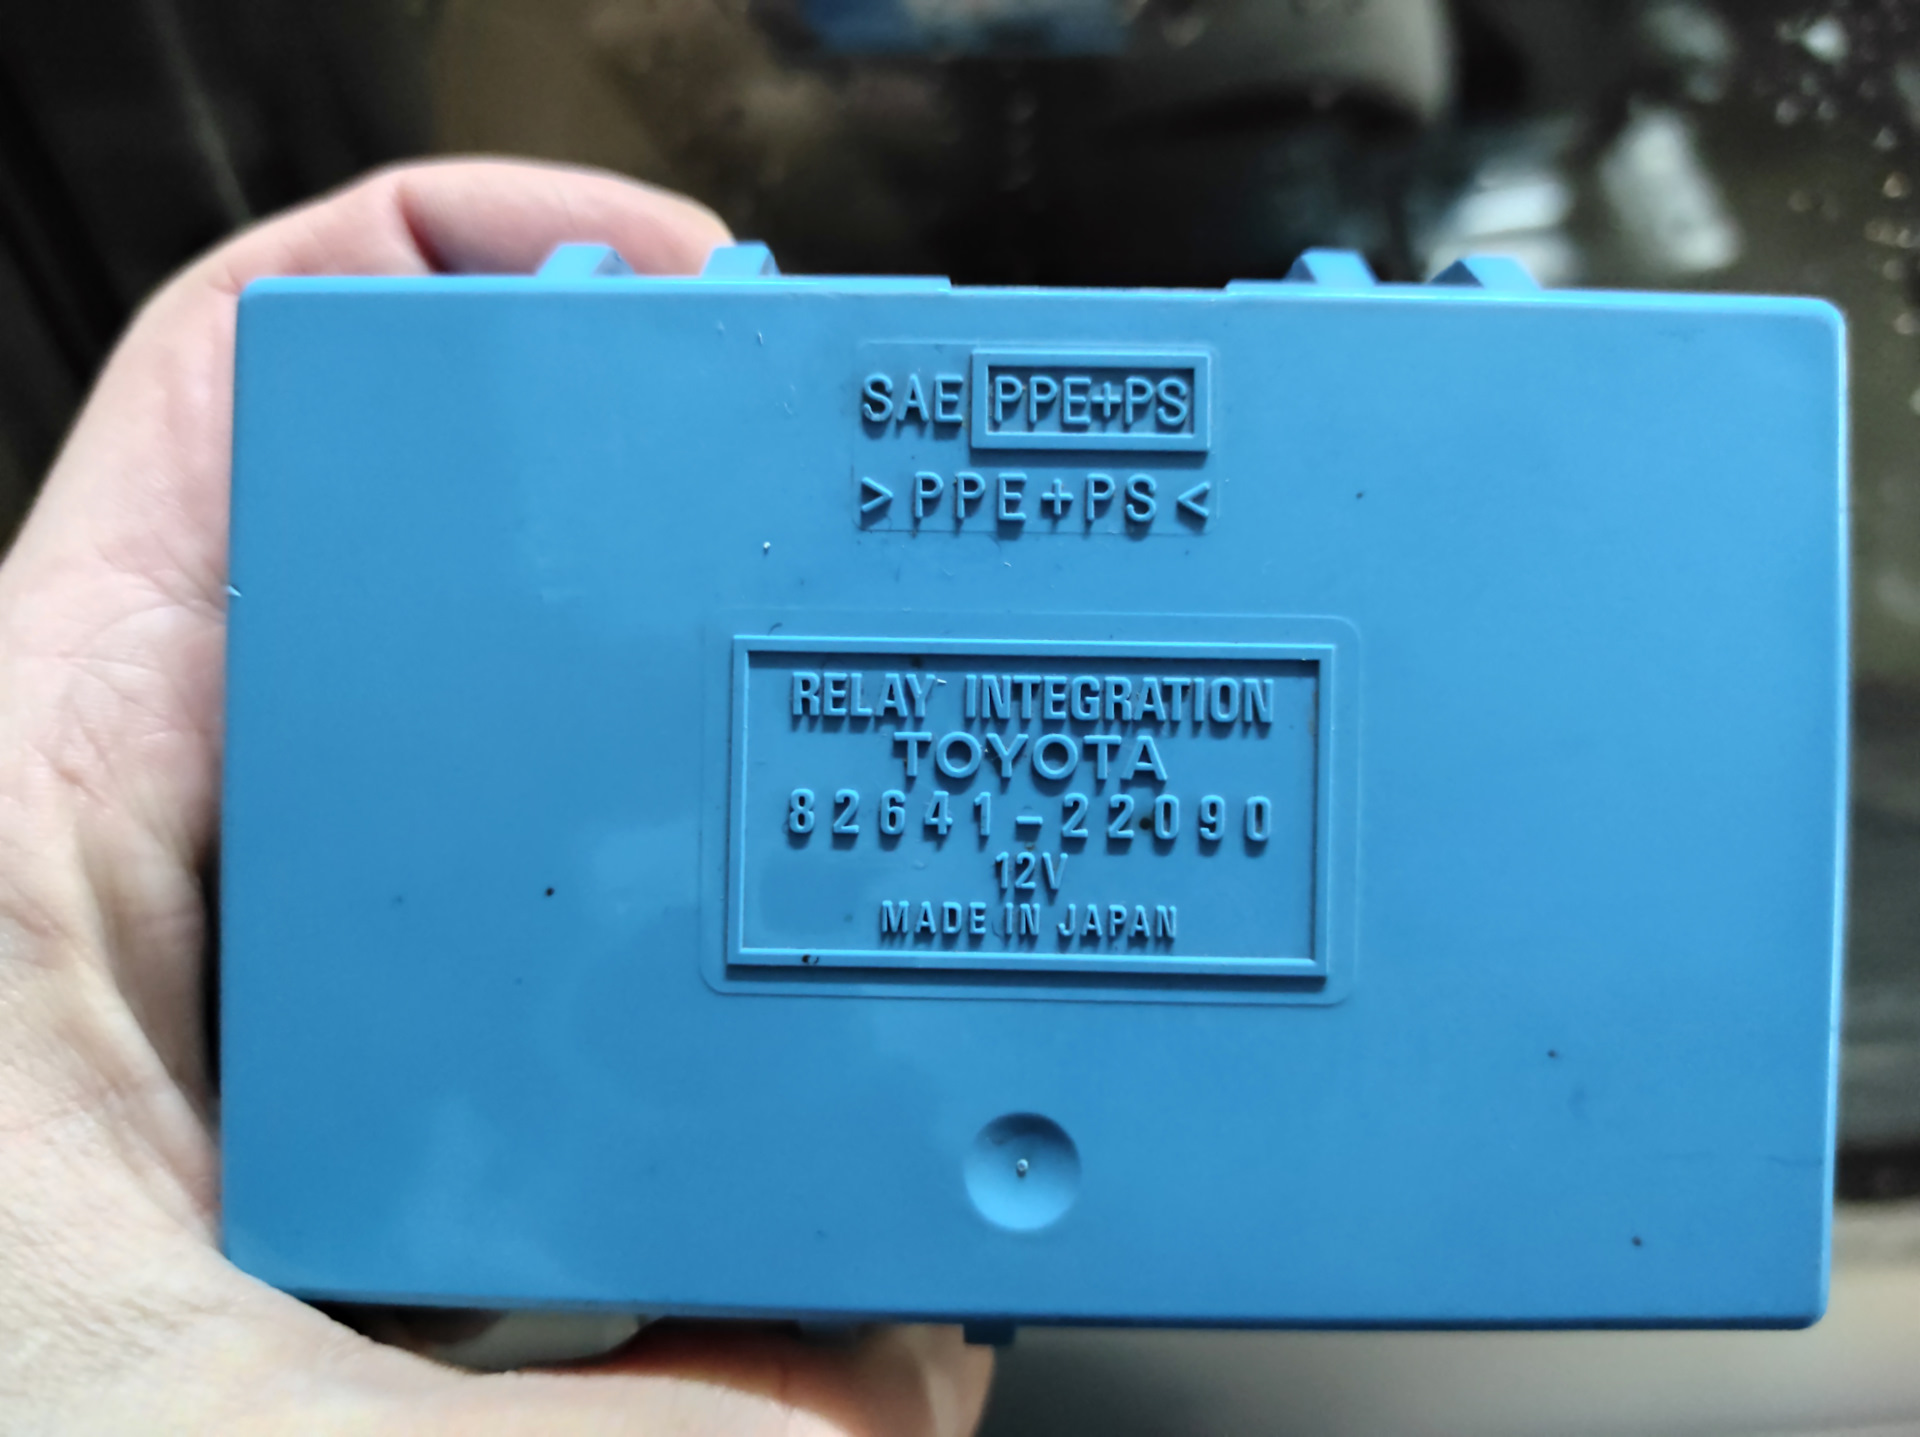 SAE PPE+PS
>PPE+PS<
RELAY INTEGRATION
TOYOTA
82641-22090
12V
MADE IN JAPAN